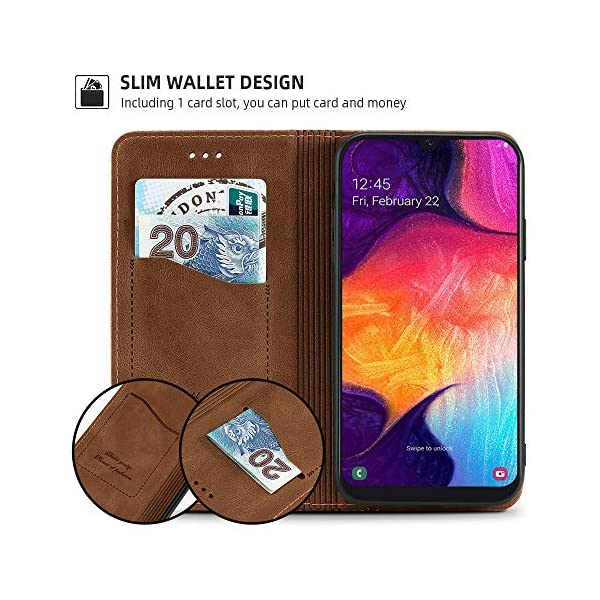 SLIM WALLET DESIGN
Including 1 card slot, you can put card and money
12:45
Fri, February 22
NDON
20
Swipe to unlock
20